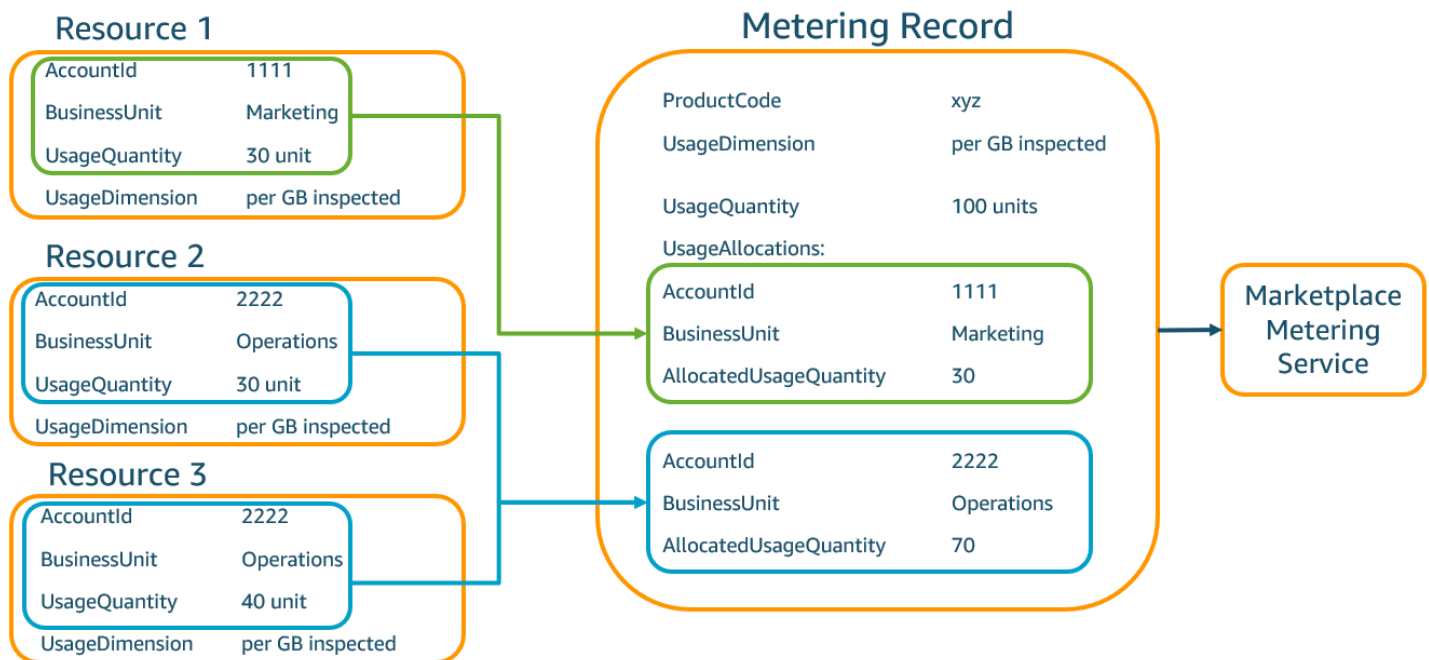 Resource 1
AccountId 1111
BusinessUnit Marketing
UsageQuantity 30 unit
UsageDimension per GB inspected
Resource 2
AccountId 2222
BusinessUnit Operations
UsageQuantity 30 unit
UsageDimension per GB inspected
Resource 3
AccountId 2222
BusinessUnit Operations
UsageQuantity 40 unit
UsageDimension per GB inspected
Metering Record
ProductCode xyz
UsageDimension per GB inspected
UsageQuantity 100 units
UsageAllocations:
AccountId 1111
BusinessUnit Marketing
AllocatedUsageQuantity 30
AccountId 2222
BusinessUnit Operations
AllocatedUsageQuantity 70
Marketplace
Metering
Service